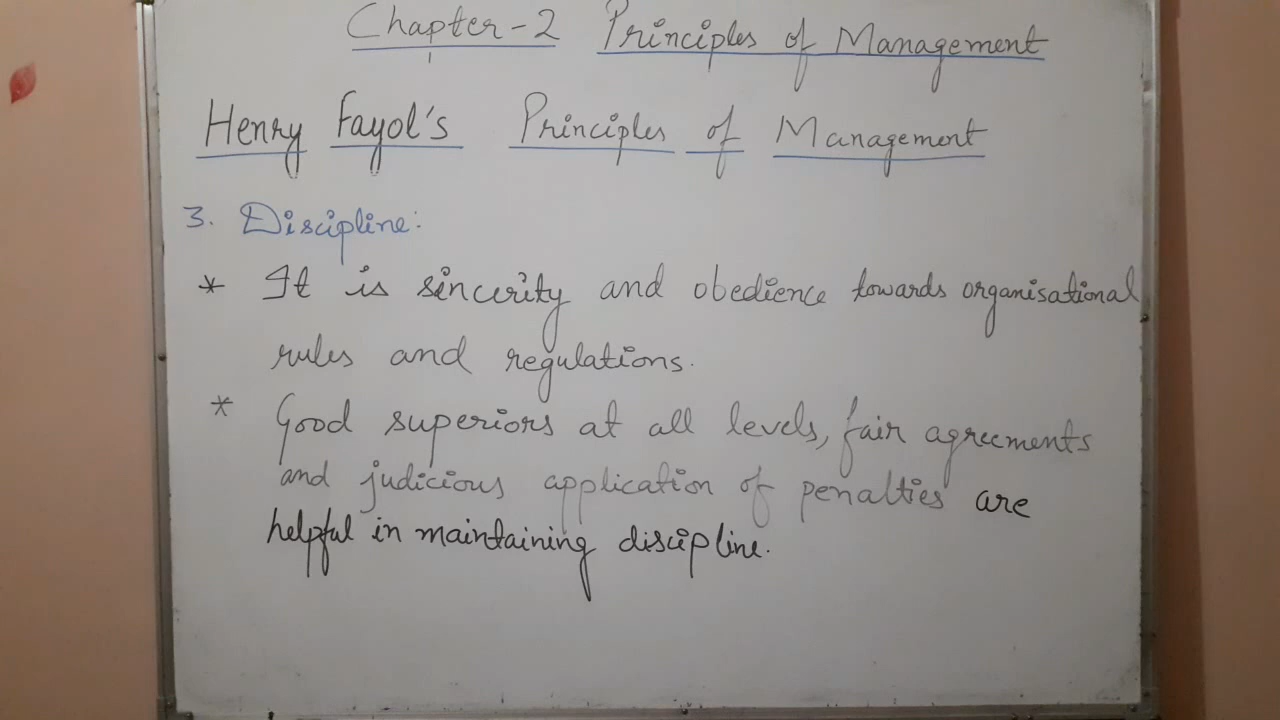 Chapter-2 Principles of Management
Henry Fayol's Principles of Management
3. Discipline:
* It is sincerity and obedience towards organisational
rules and regulations.
* Good superiors at all levels, fair agreements
and judicious application of penalties are
helpful in maintaining discipline.